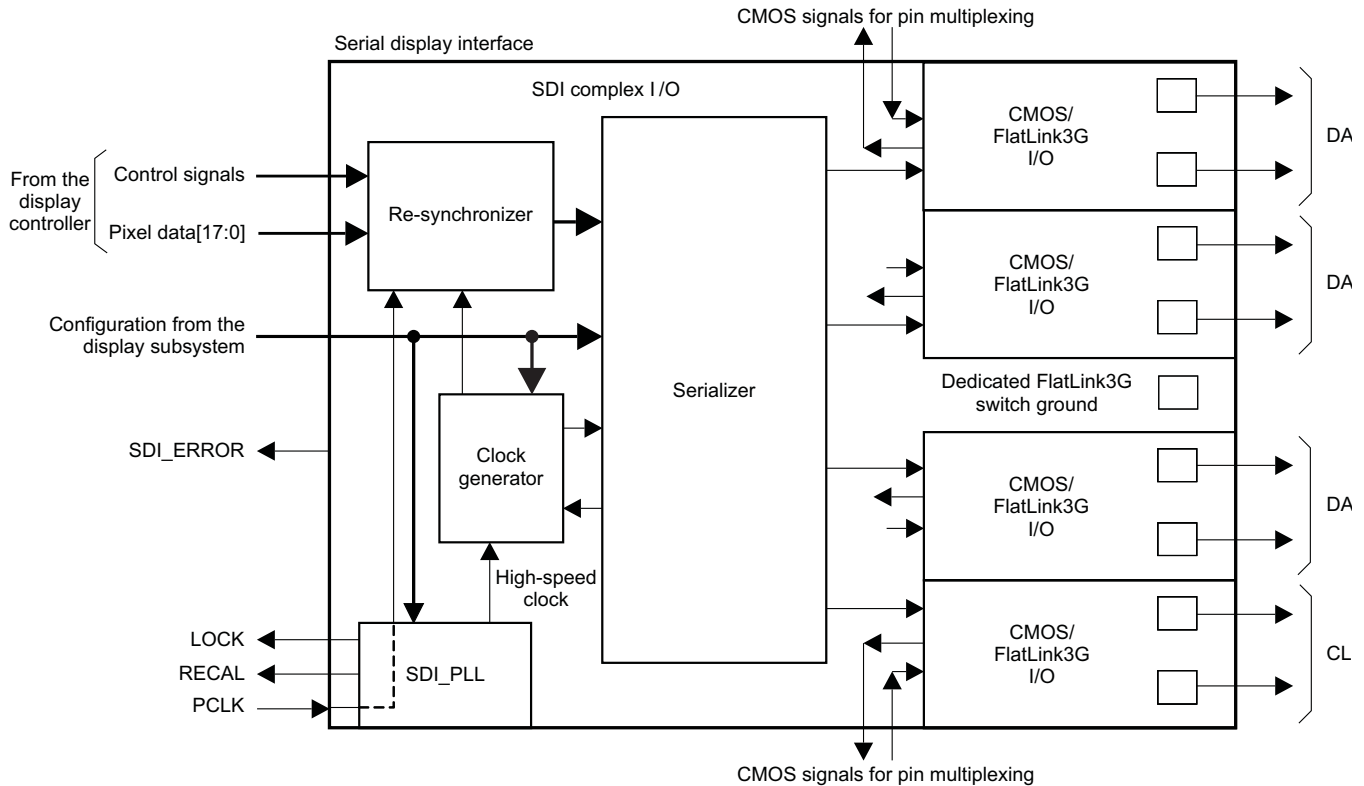 CMOS signals for pin multiplexing
Serial display interface
SDI complex I /O
From the
display
controller
Control signals
Pixel data[17:0]
Re-synchronizer
Configuration from the
display subsystem
Serializer
Clock
generator
High-speed
clock
SDI_ERROR
LOCK
RECAL
PCLK
SDI_PLL
CMOS/
FlatLink3G
I/O
DA
CMOS/
FlatLink3G
I/O
DA
Dedicated FlatLink3G
switch ground
CMOS/
FlatLink3G
I/O
DA
CMOS/
FlatLink3G
I/O
CL
CMOS signals for pin multiplexing